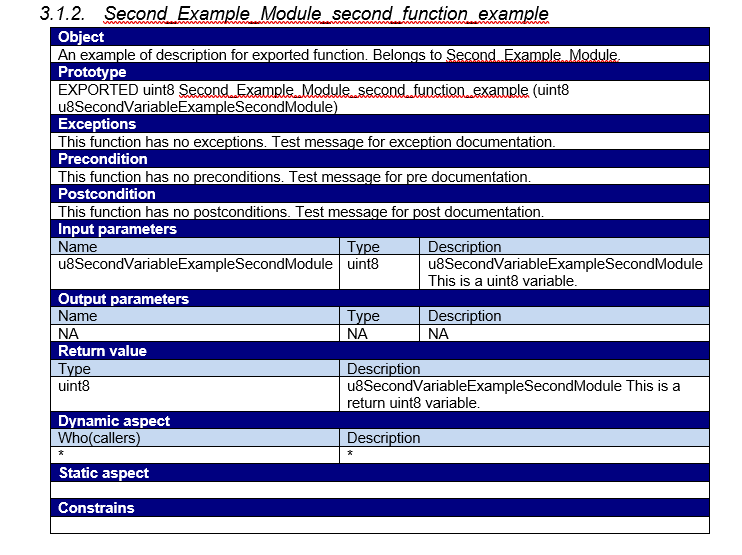 3.1.2. Second_Example_Module_second_function_example
Object
An example of description for exported function. Belongs to Second_Example_Module.
Prototype
EXPORTED uint8 Second_Example_Module_second_function_example (uint8
u8SecondVariableExampleSecondModule)
Exceptions
This function has no exceptions. Test message for exception documentation.
Precondition
This function has no preconditions. Test message for pre documentation.
Postcondition
This function has no postconditions. Test message for post documentation.
Input parameters
Name Type Description
u8SecondVariableExampleSecondModule uint8 u8SecondVariableExampleSecondModule
This is a uint8 variable.
Output parameters
Name Type Description
NA NA NA
Return value
Type Description
uint8 u8SecondVariableExampleSecondModule This is a
return uint8 variable.
Dynamic aspect
Who(callers) Description
* *
Static aspect
Constrains